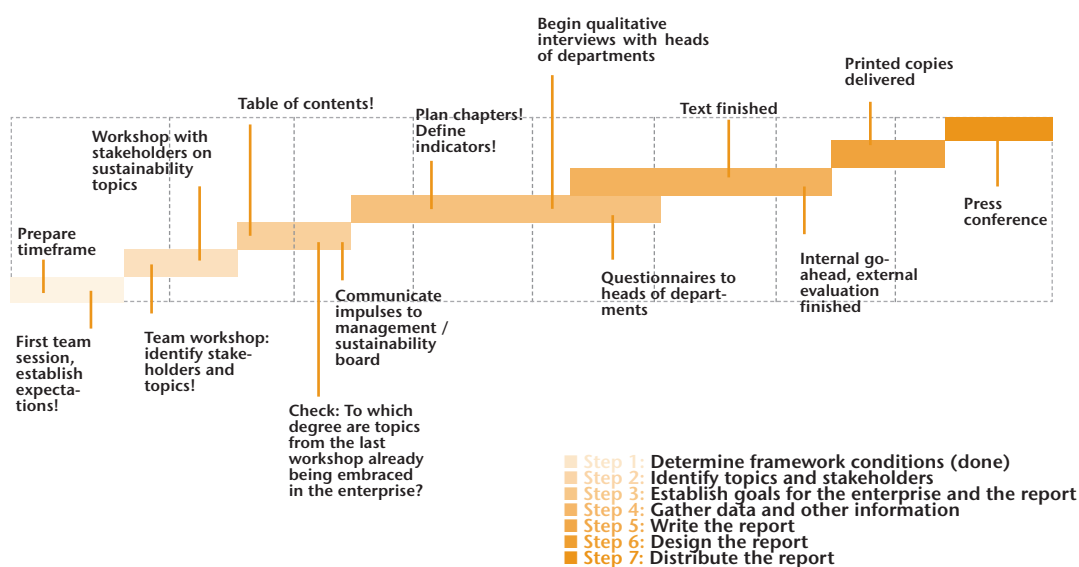 Begin qualitative
interviews with heads
of departments
Printed copies
delivered
Table of contents!
Plan chapters!
Define
indicators!
Text finished
Workshop with
stakeholders on
sustainability
topics
Prepare
timeframe
Press
conference
First team
session,
establish
expecta-
tions!
Team workshop:
identify stake-
holders and
topics!
Communicate
impulses to
management /
sustainability
board
Questionnaires to
heads of depart-
ments
Internal go-
ahead, external
evaluation
finished
Check: To which
degree are topics
from the last
workshop already
being embraced
in the enterprise?
Step 1: Determine framework conditions (done)
Step 2: Identify topics and stakeholders
Step 3: Establish goals for the enterprise and the report
Step 4: Gather data and other information
Step 5: Write the report
Step 6: Design the report
Step 7: Distribute the report